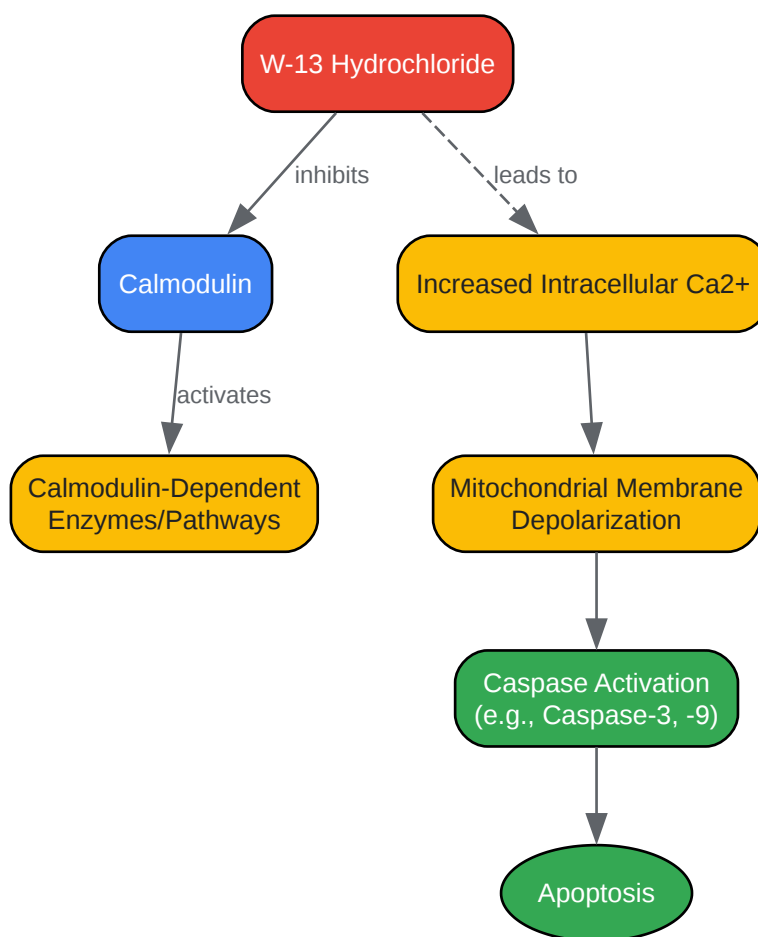 W-13 Hydrochloride
inhibits
leads to
Calmodulin
Increased Intracellular Ca2+
activates
Calmodulin-Dependent
Enzymes/Pathways
Mitochondrial Membrane
Depolarization
Caspase Activation
(e.g., Caspase-3, -9)
Apoptosis